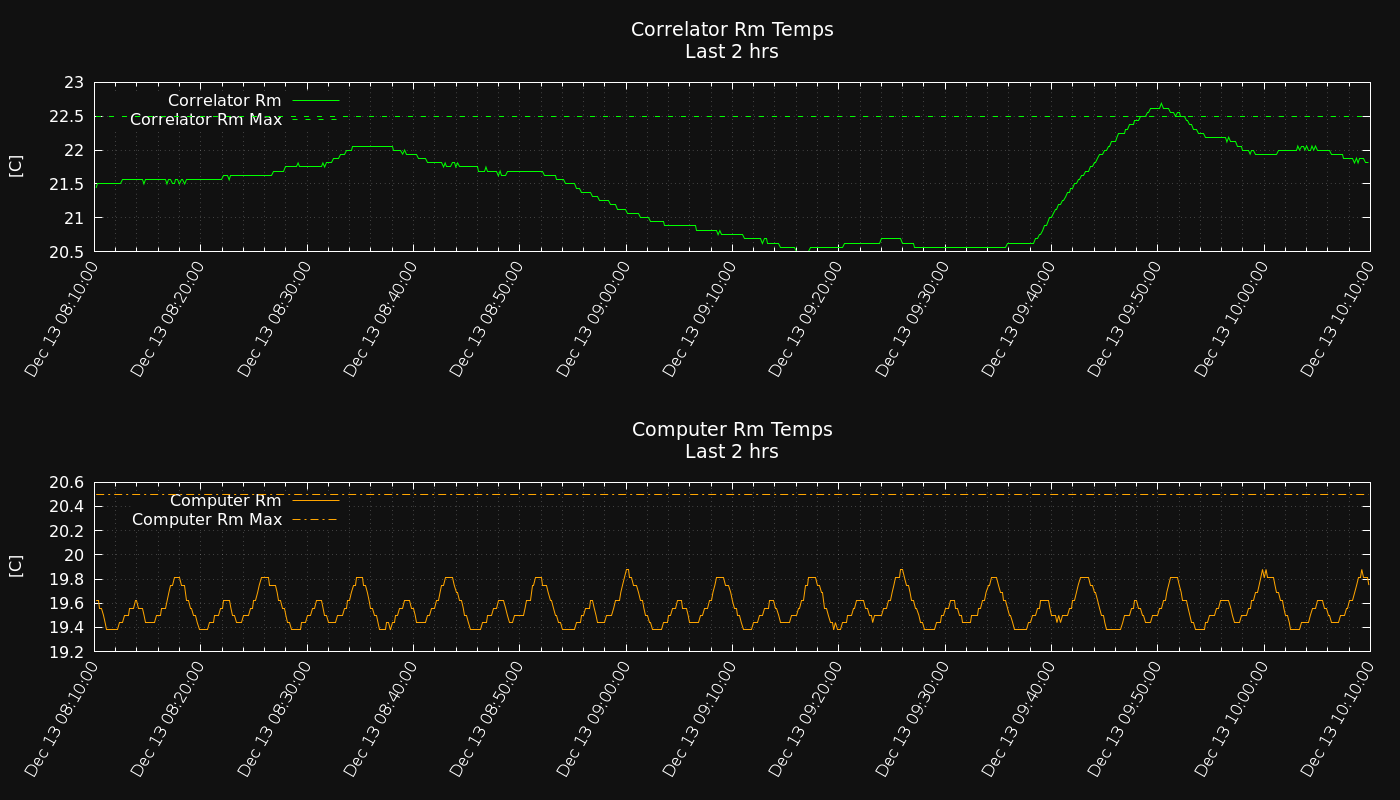 Correlator Rm Temps
Last 2 hrs
23
22.5
22
21.5
21
20.5
[C]
Correlator Rm
Correlator Rm Max
Dec 13 08:10:00
Dec 13 08:20:00
Dec 13 08:30:00
Dec 13 08:40:00
Dec 13 08:50:00
Dec 13 09:00:00
Dec 13 09:10:00
Dec 13 09:20:00
Dec 13 09:30:00
Dec 13 09:40:00
Dec 13 09:50:00
Dec 13 10:00:00
Dec 13 10:10:00
Computer Rm Temps
Last 2 hrs
20.6
20.4
20.2
20
19.8
19.6
19.4
19.2
[C]
Computer Rm
Computer Rm Max
Dec 13 08:10:00
Dec 13 08:20:00
Dec 13 08:30:00
Dec 13 08:40:00
Dec 13 08:50:00
Dec 13 09:00:00
Dec 13 09:10:00
Dec 13 09:20:00
Dec 13 09:30:00
Dec 13 09:40:00
Dec 13 09:50:00
Dec 13 10:00:00
Dec 13 10:10:00